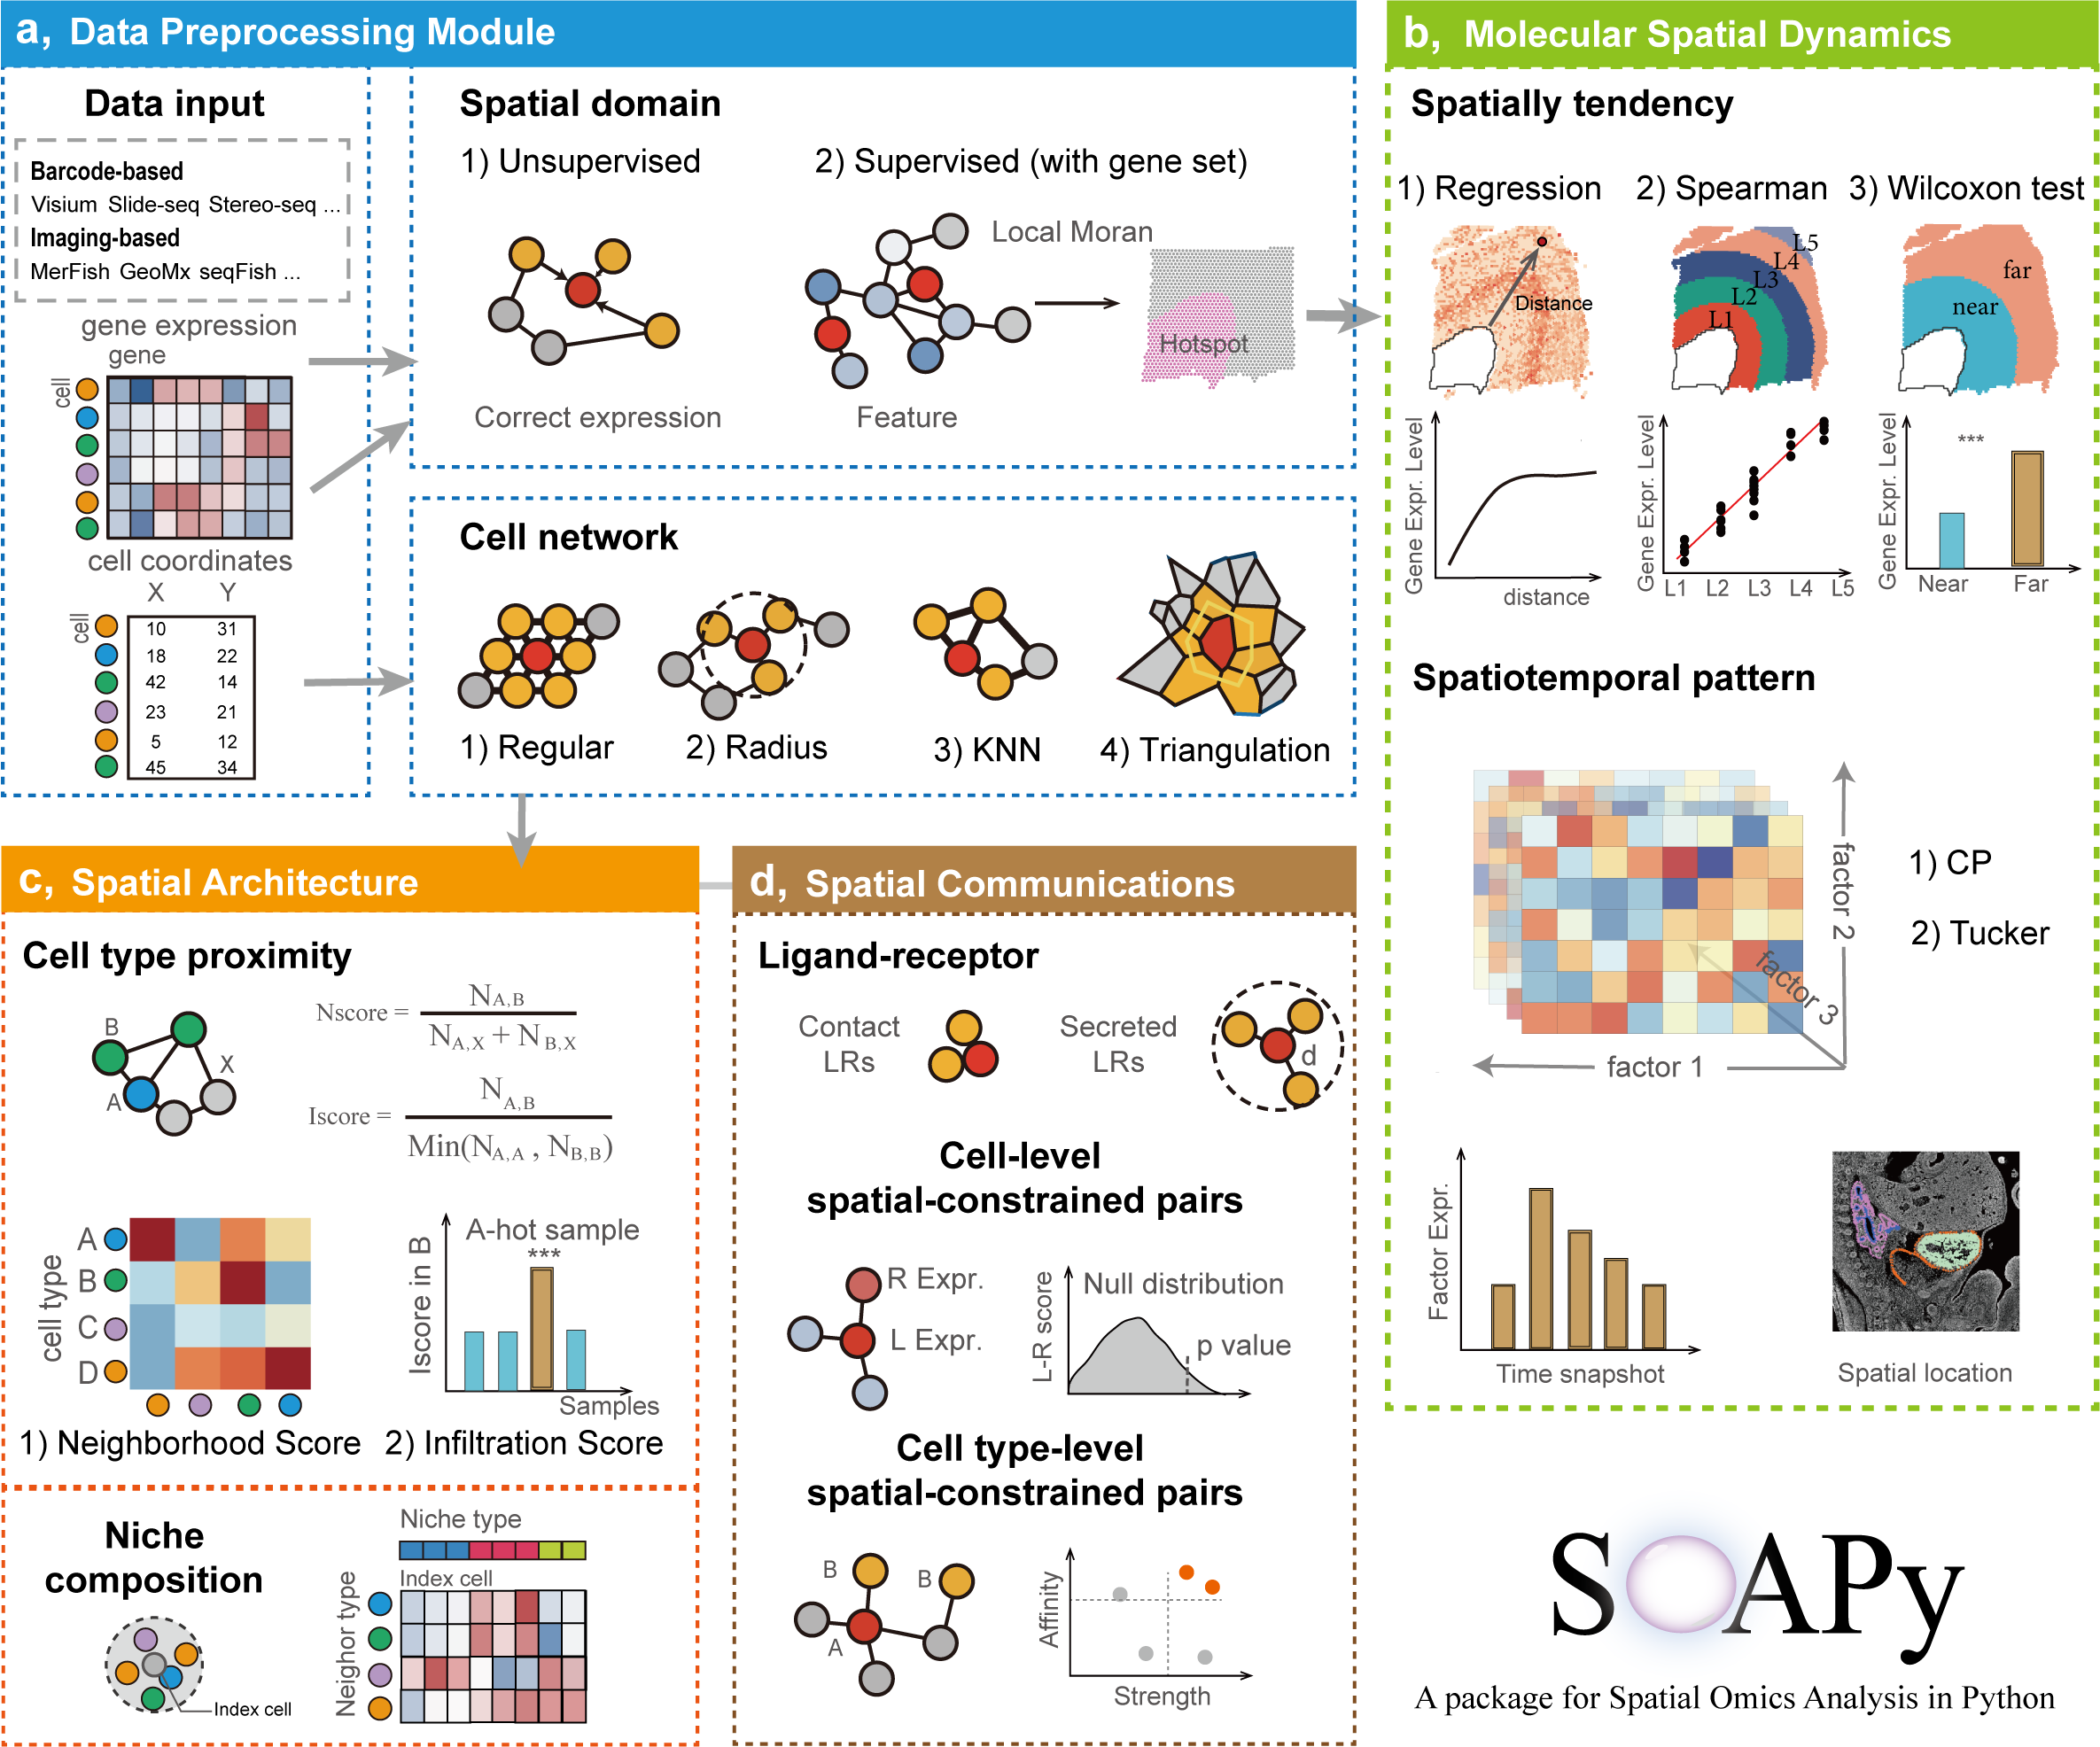 a, Data Preprocessing Module
Data input
Barcode-based
Visium Slide-seq Stereo-seq ...
Imaging-based
MerFish GeoMx seqFish ...
gene expression
gene
cell
cell coordinates
X Y
cell
10 31
18 22
42 14
23 21
5 12
45 34
Spatial domain
1) Unsupervised
2) Supervised (with gene set)
Local Moran
Hotspot
Correct expression
Feature
Cell network
1) Regular
2) Radius
3) KNN
4) Triangulation
b, Molecular Spatial Dynamics
Spatially tendency
1) Regression
2) Spearman
3) Wilcoxon test
Distance
L5
L4
L3
L2
L1
far
near
Gene Expr. Level
distance
Gene Expr. Level
L1 L2 L3 L4 L5
Gene Expr. Level
***
Near Far
Spatiotemporal pattern
factor 2
factor 3
factor 1
1) CP
2) Tucker
Factor Expr.
Time snapshot
Spatial location
c, Spatial Architecture
Cell type proximity
B
X
A
Nscore = N A,B / N A,X + N B,X
Iscore = N A,B / Min(N A,A , N B,B)
cell type
A
B
C
D
1) Neighborhood Score
Iscore in B
A-hot sample
***
Samples
2) Infiltration Score
Niche
composition
Index cell
Niche type
Index cell
Neighor type
d, Spatial Communications
Ligand-receptor
Contact
LRs
Secreted
LRs
d
Cell-level
spatial-constrained pairs
R Expr.
L Expr.
L-R score
Null distribution
p value
Cell type-level
spatial-constrained pairs
B
B
A
Affinity
Strength
SOAPy
A package for Spatial Omics Analysis in Python